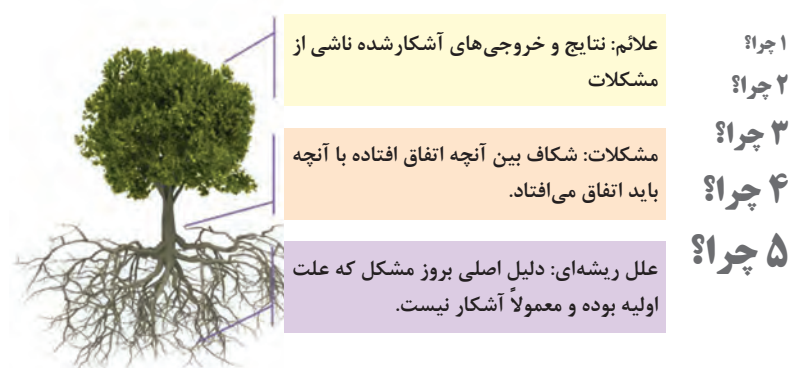 ۱ چرا؟
۲ چرا؟
۳ چرا؟
۴ چرا؟
۵ چرا؟
علائم: نتایج و خروجی‌های آشکارشده ناشی از
مشکلات
مشکلات: شکاف بین آنچه اتفاق افتاده با آنچه
باید اتفاق می‌افتاد.
علل ریشه‌ای: دلیل اصلی بروز مشکل که علت
اولیه بوده و معمولاً آشکار نیست.